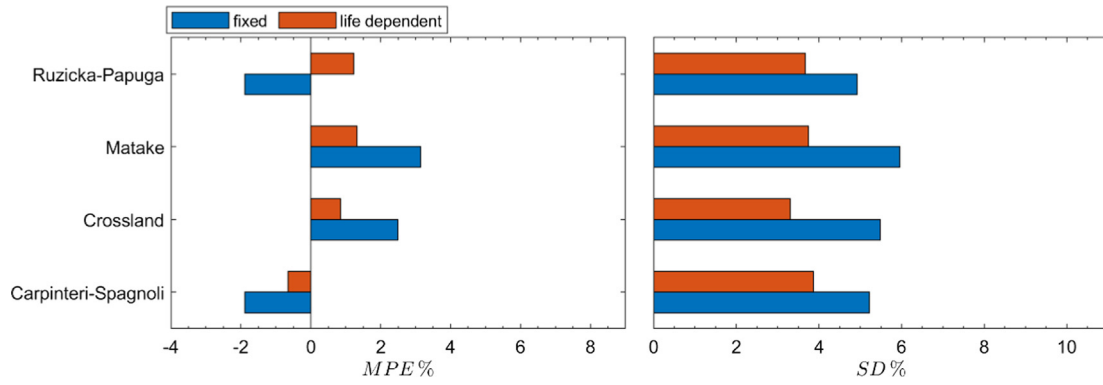 fixed life dependent
Ruzicka-Papuga
Matake
Crossland
Carpinteri-Spagnoli
-4 -2 0 2 4 6 8
0 2 4 6 8 10
MPE%
SD%